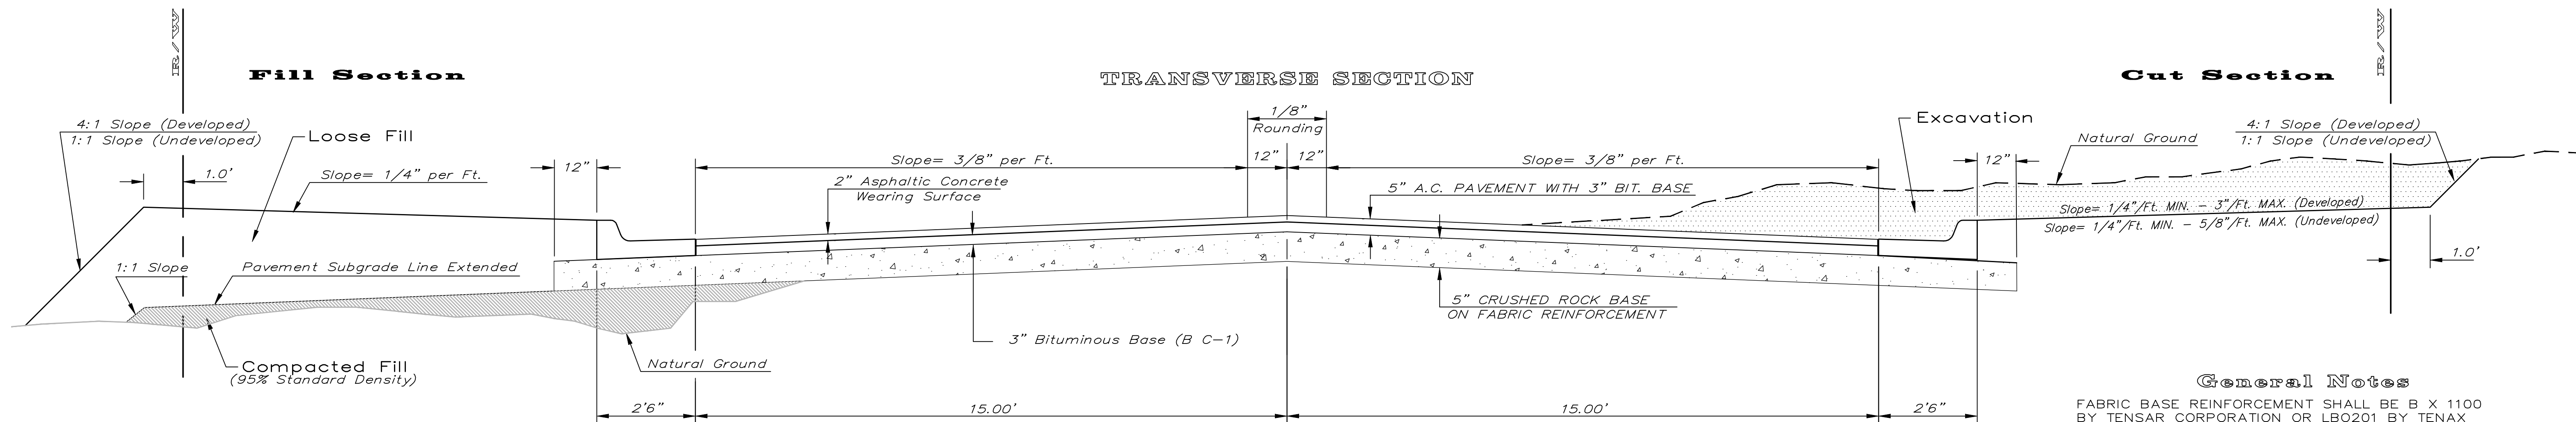 R/W
R/W
Fill Section
TRANSVERSE SECTION
Cut Section
4:1 Slope (Developed)
1:1 Slope (Undeveloped)
Loose Fill
1/8”
Rounding
Excavation
Natural Ground
4:1 Slope (Developed)
1:1 Slope (Undeveloped)
1.0’
Slope= 1/4” per Ft.
12”
Slope= 3/8” per Ft.
12”
12”
Slope= 3/8” per Ft.
12”
2” Asphaltic Concrete
Wearing Surface
5” A.C. PAVEMENT WITH 3” BIT. BASE
Slope= 1/4”/Ft. MIN. – 3”/Ft. MAX. (Developed)
Slope= 1/4”/Ft. MIN. – 5/8”/Ft. MAX. (Undeveloped)
1.0’
1:1 Slope
Pavement Subgrade Line Extended
5” CRUSHED ROCK BASE
ON FABRIC REINFORCEMENT
3” Bituminous Base (B C–1)
Compacted Fill
(95% Standard Density)
Natural Ground
2’6”
15.00’
15.00’
2’6”
General Notes
FABRIC BASE REINFORCEMENT SHALL BE B X 1100
BY TENSAR CORPORATION OR LBO201 BY TENAX